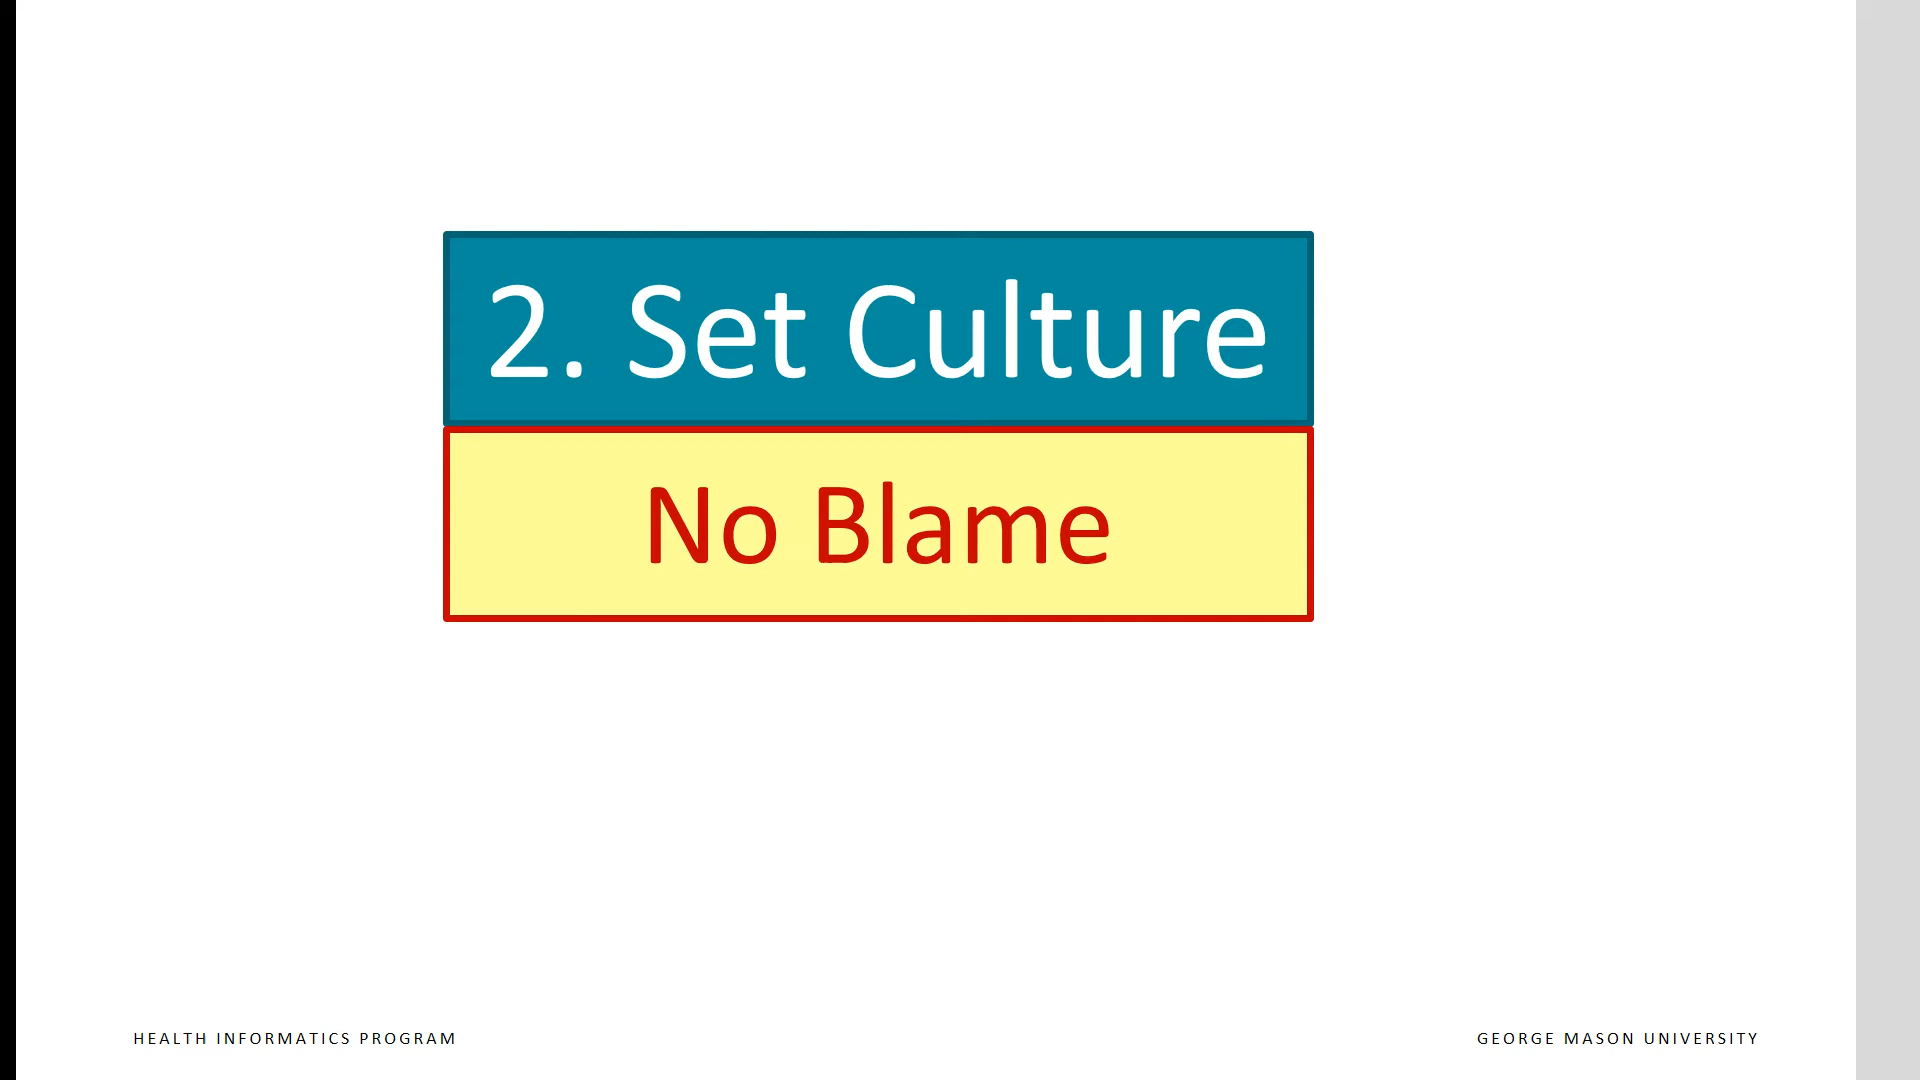 2. Set Culture
No Blame
HEALTH INFORMATICS PROGRAM
GEORGE MASON UNIVERSITY